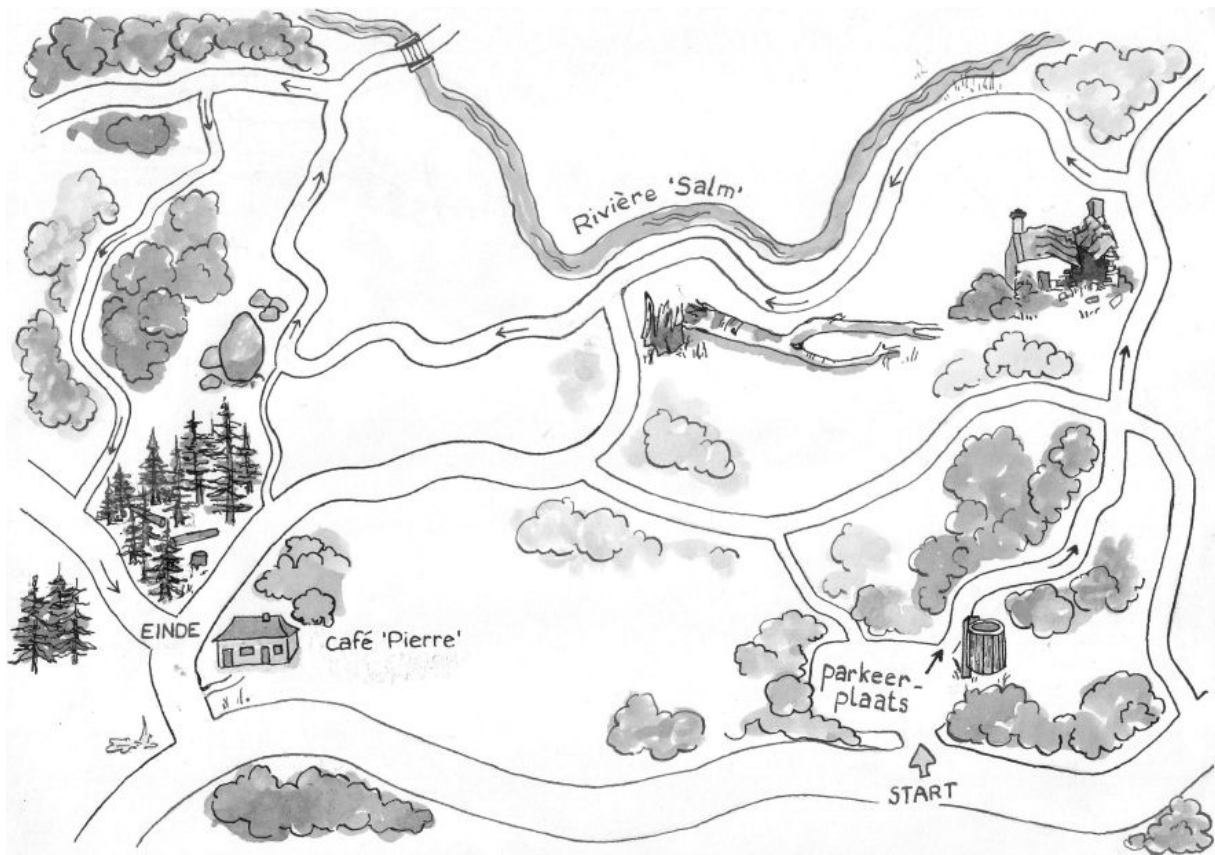 Rivière 'Salm'
EINDE
café 'Pierre'
parkeer-
plaats
START